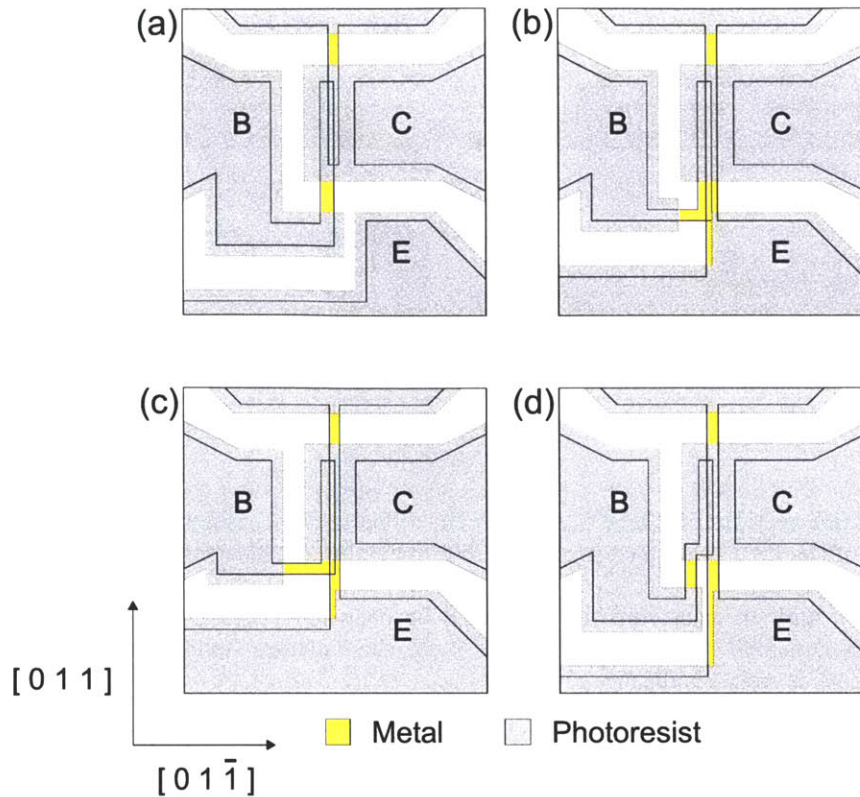 (a)
(b)
B
C
B
C
E
E
(c)
(d)
B
C
B
C
E
E
[ 0 1 1 ]
Metal
Photoresist
[ 0 1 1̄ ]